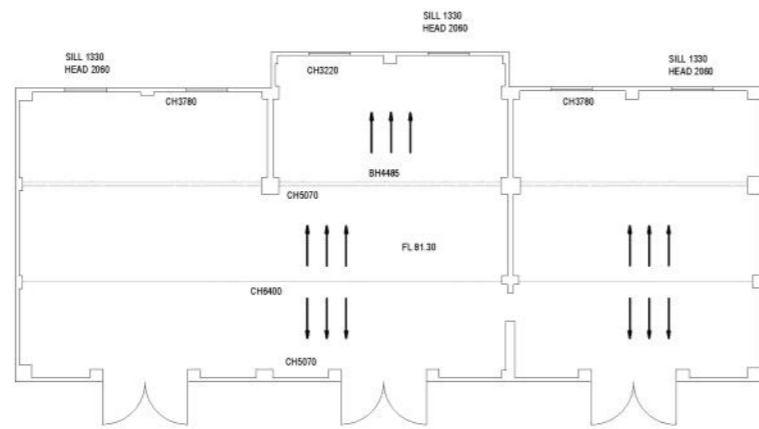 SILL 1330
HEAD 2060
SILL 1330
HEAD 2060
SILL 1330
HEAD 2060
CH3220
CH3780
CH3780
BH4485
CH5070
FL 81.30
CH6400
CH5070